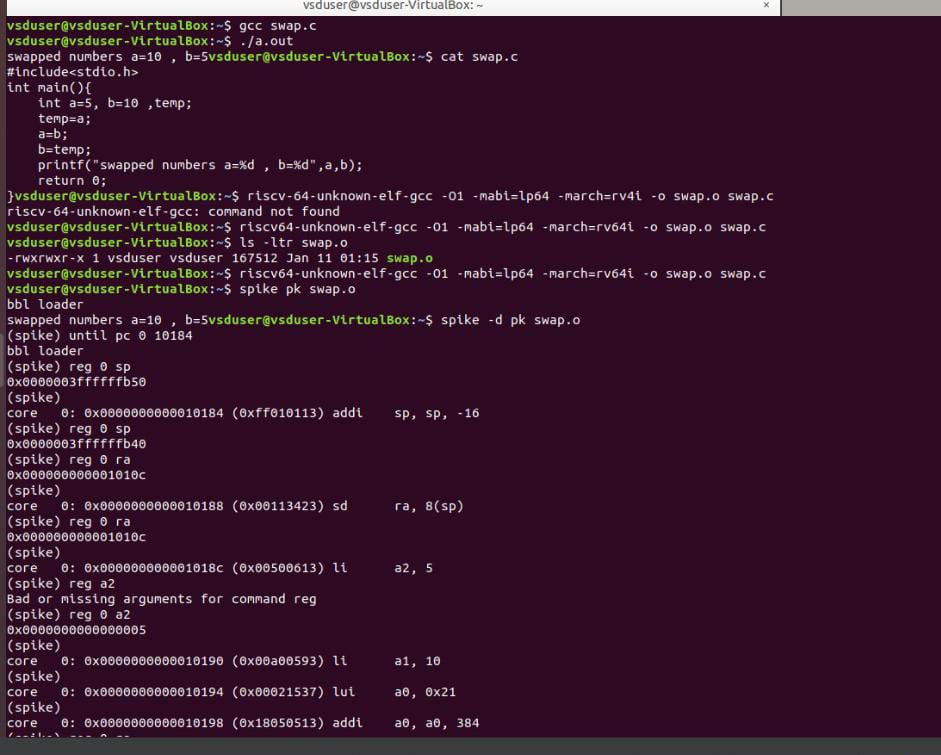 vsduser@vsduser-VirtualBox: ~ ×
vsduser@vsduser-VirtualBox:~$ gcc swap.c
vsduser@vsduser-VirtualBox:~$ ./a.out
swapped numbers a=10 , b=5vsduser@vsduser-VirtualBox:~$ cat swap.c
#include<stdio.h>
int main(){
    int a=5, b=10 ,temp;
    temp=a;
    a=b;
    b=temp;
    printf("swapped numbers a=%d , b=%d",a,b);
    return 0;
}vsduser@vsduser-VirtualBox:~$ riscv-64-unknown-elf-gcc -O1 -mabi=lp64 -march=rv4i -o swap.o swap.c
riscv-64-unknown-elf-gcc: command not found
vsduser@vsduser-VirtualBox:~$ riscv64-unknown-elf-gcc -O1 -mabi=lp64 -march=rv64i -o swap.o swap.c
vsduser@vsduser-VirtualBox:~$ ls -ltr swap.o
-rwxrwxr-x 1 vsduser vsduser 167512 Jan 11 01:15 swap.o
vsduser@vsduser-VirtualBox:~$ riscv64-unknown-elf-gcc -O1 -mabi=lp64 -march=rv64i -o swap.o swap.c
vsduser@vsduser-VirtualBox:~$ spike pk swap.o
bbl loader
swapped numbers a=10 , b=5vsduser@vsduser-VirtualBox:~$ spike -d pk swap.o
(spike) until pc 0 10184
bbl loader
(spike) reg 0 sp
0x0000003ffffffb50
(spike)
core   0: 0x0000000000010184 (0xff010113) addi    sp, sp, -16
(spike) reg 0 sp
0x0000003ffffffb40
(spike) reg 0 ra
0x000000000001010c
(spike)
core   0: 0x0000000000010188 (0x00113423) sd      ra, 8(sp)
(spike) reg 0 ra
0x000000000001010c
(spike)
core   0: 0x000000000001018c (0x00500613) li      a2, 5
(spike) reg a2
Bad or missing arguments for command reg
(spike) reg 0 a2
0x0000000000000005
(spike)
core   0: 0x0000000000010190 (0x00a00593) li      a1, 10
(spike)
core   0: 0x0000000000010194 (0x00021537) lui     a0, 0x21
(spike)
core   0: 0x0000000000010198 (0x18050513) addi    a0, a0, 384